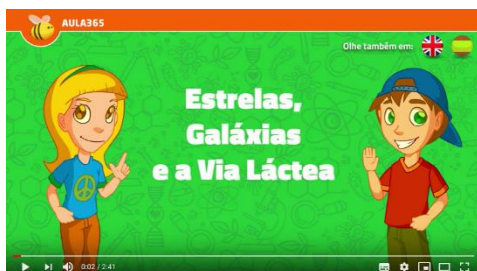 AULA365
Olhe também em:
Estrelas,
Galáxias
e a Via Láctea
0:02 / 2:41